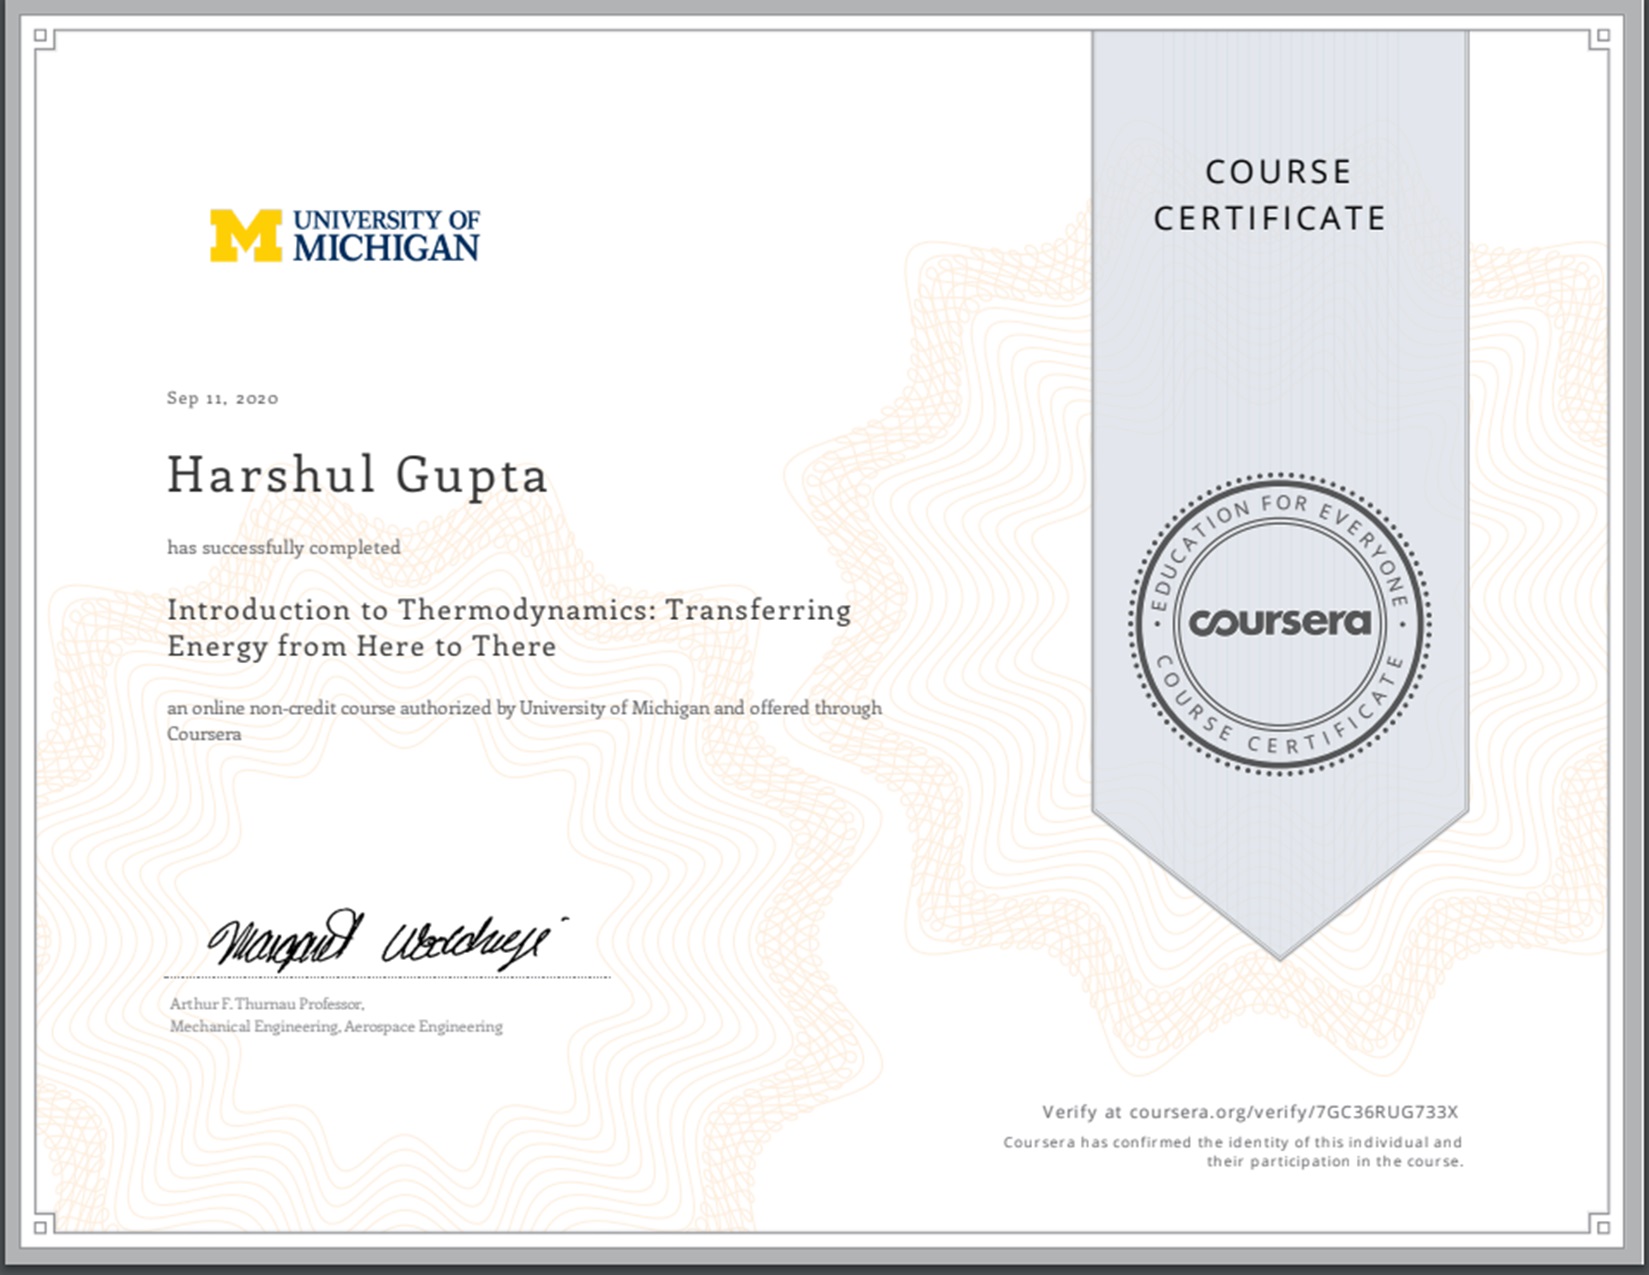 UNIVERSITY OF
MICHIGAN
COURSE
CERTIFICATE
Sep 11, 2020
Harshul Gupta
has successfully completed
Introduction to Thermodynamics: Transferring
Energy from Here to There
an online non-credit course authorized by University of Michigan and offered through
Coursera
EDUCATION FOR EVERYONE
coursera
COURSE CERTIFICATE
Margaret Wooldridge
Arthur F. Thurnau Professor,
Mechanical Engineering, Aerospace Engineering
Verify at coursera.org/verify/7GC36RUG733X
Coursera has confirmed the identity of this individual and
their participation in the course.